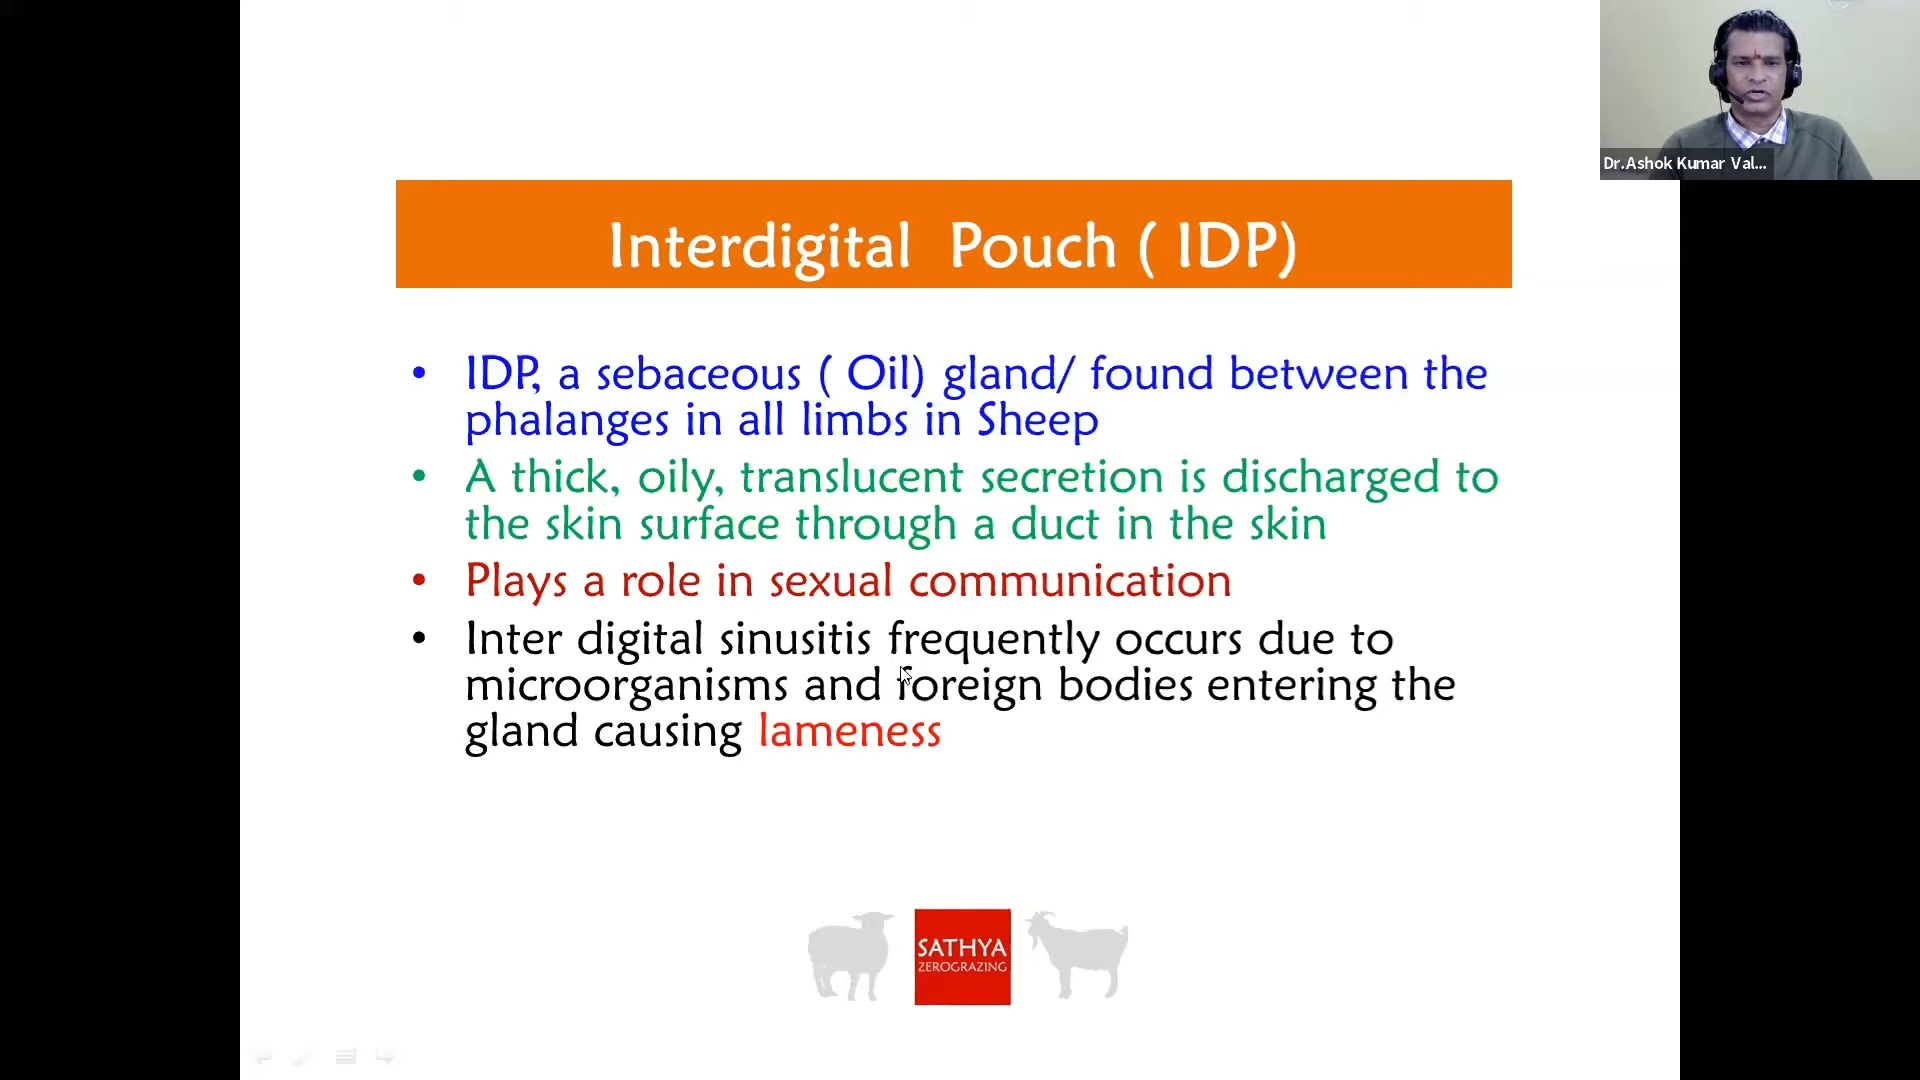 Dr.Ashok Kumar Val...
Interdigital Pouch ( IDP)
• IDP, a sebaceous ( Oil) gland/ found between the
phalanges in all limbs in Sheep
• A thick, oily, translucent secretion is discharged to
the skin surface through a duct in the skin
• Plays a role in sexual communication
• Inter digital sinusitis frequently occurs due to
microorganisms and foreign bodies entering the
gland causing lameness
SATHYA
ZEROGRAZING